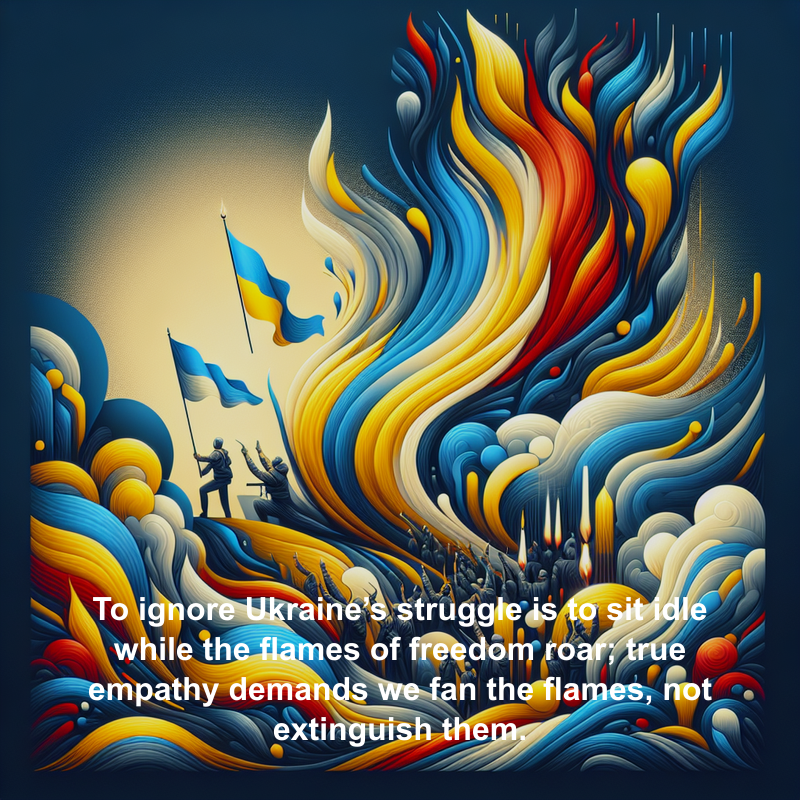 To ignore Ukraine's struggle is to sit idle
while the flames of freedom roar; true
empathy demands we fan the flames, not
extinguish them.